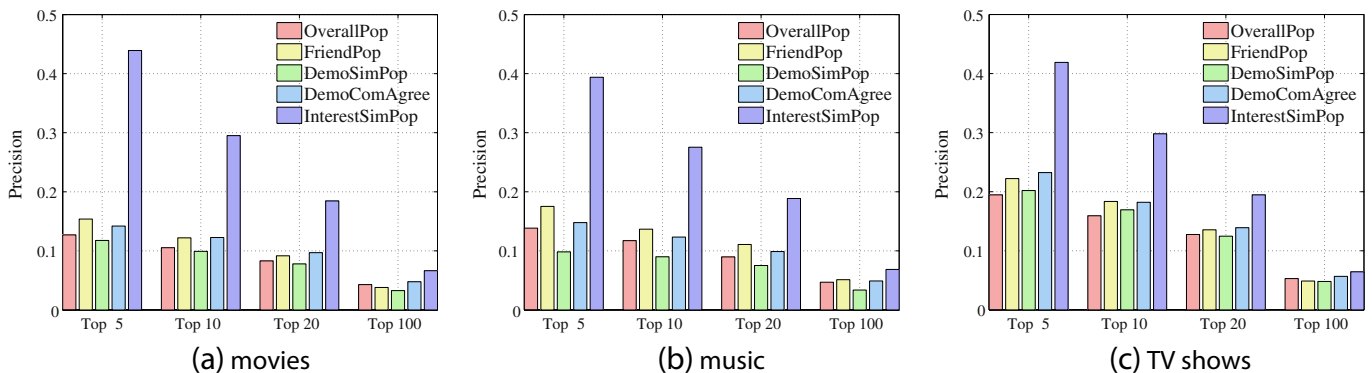 Precision
0.5
0.4
0.3
0.2
0.1
0
OverallPop
FriendPop
DemoSimPop
DemoComAgree
InterestSimPop
Top 5 Top 10 Top 20 Top 100
(a) movies
Precision
0.5
0.4
0.3
0.2
0.1
0
OverallPop
FriendPop
DemoSimPop
DemoComAgree
InterestSimPop
Top 5 Top 10 Top 20 Top 100
(b) music
Precision
0.5
0.4
0.3
0.2
0.1
0
OverallPop
FriendPop
DemoSimPop
DemoComAgree
InterestSimPop
Top 5 Top 10 Top 20 Top 100
(c) TV shows